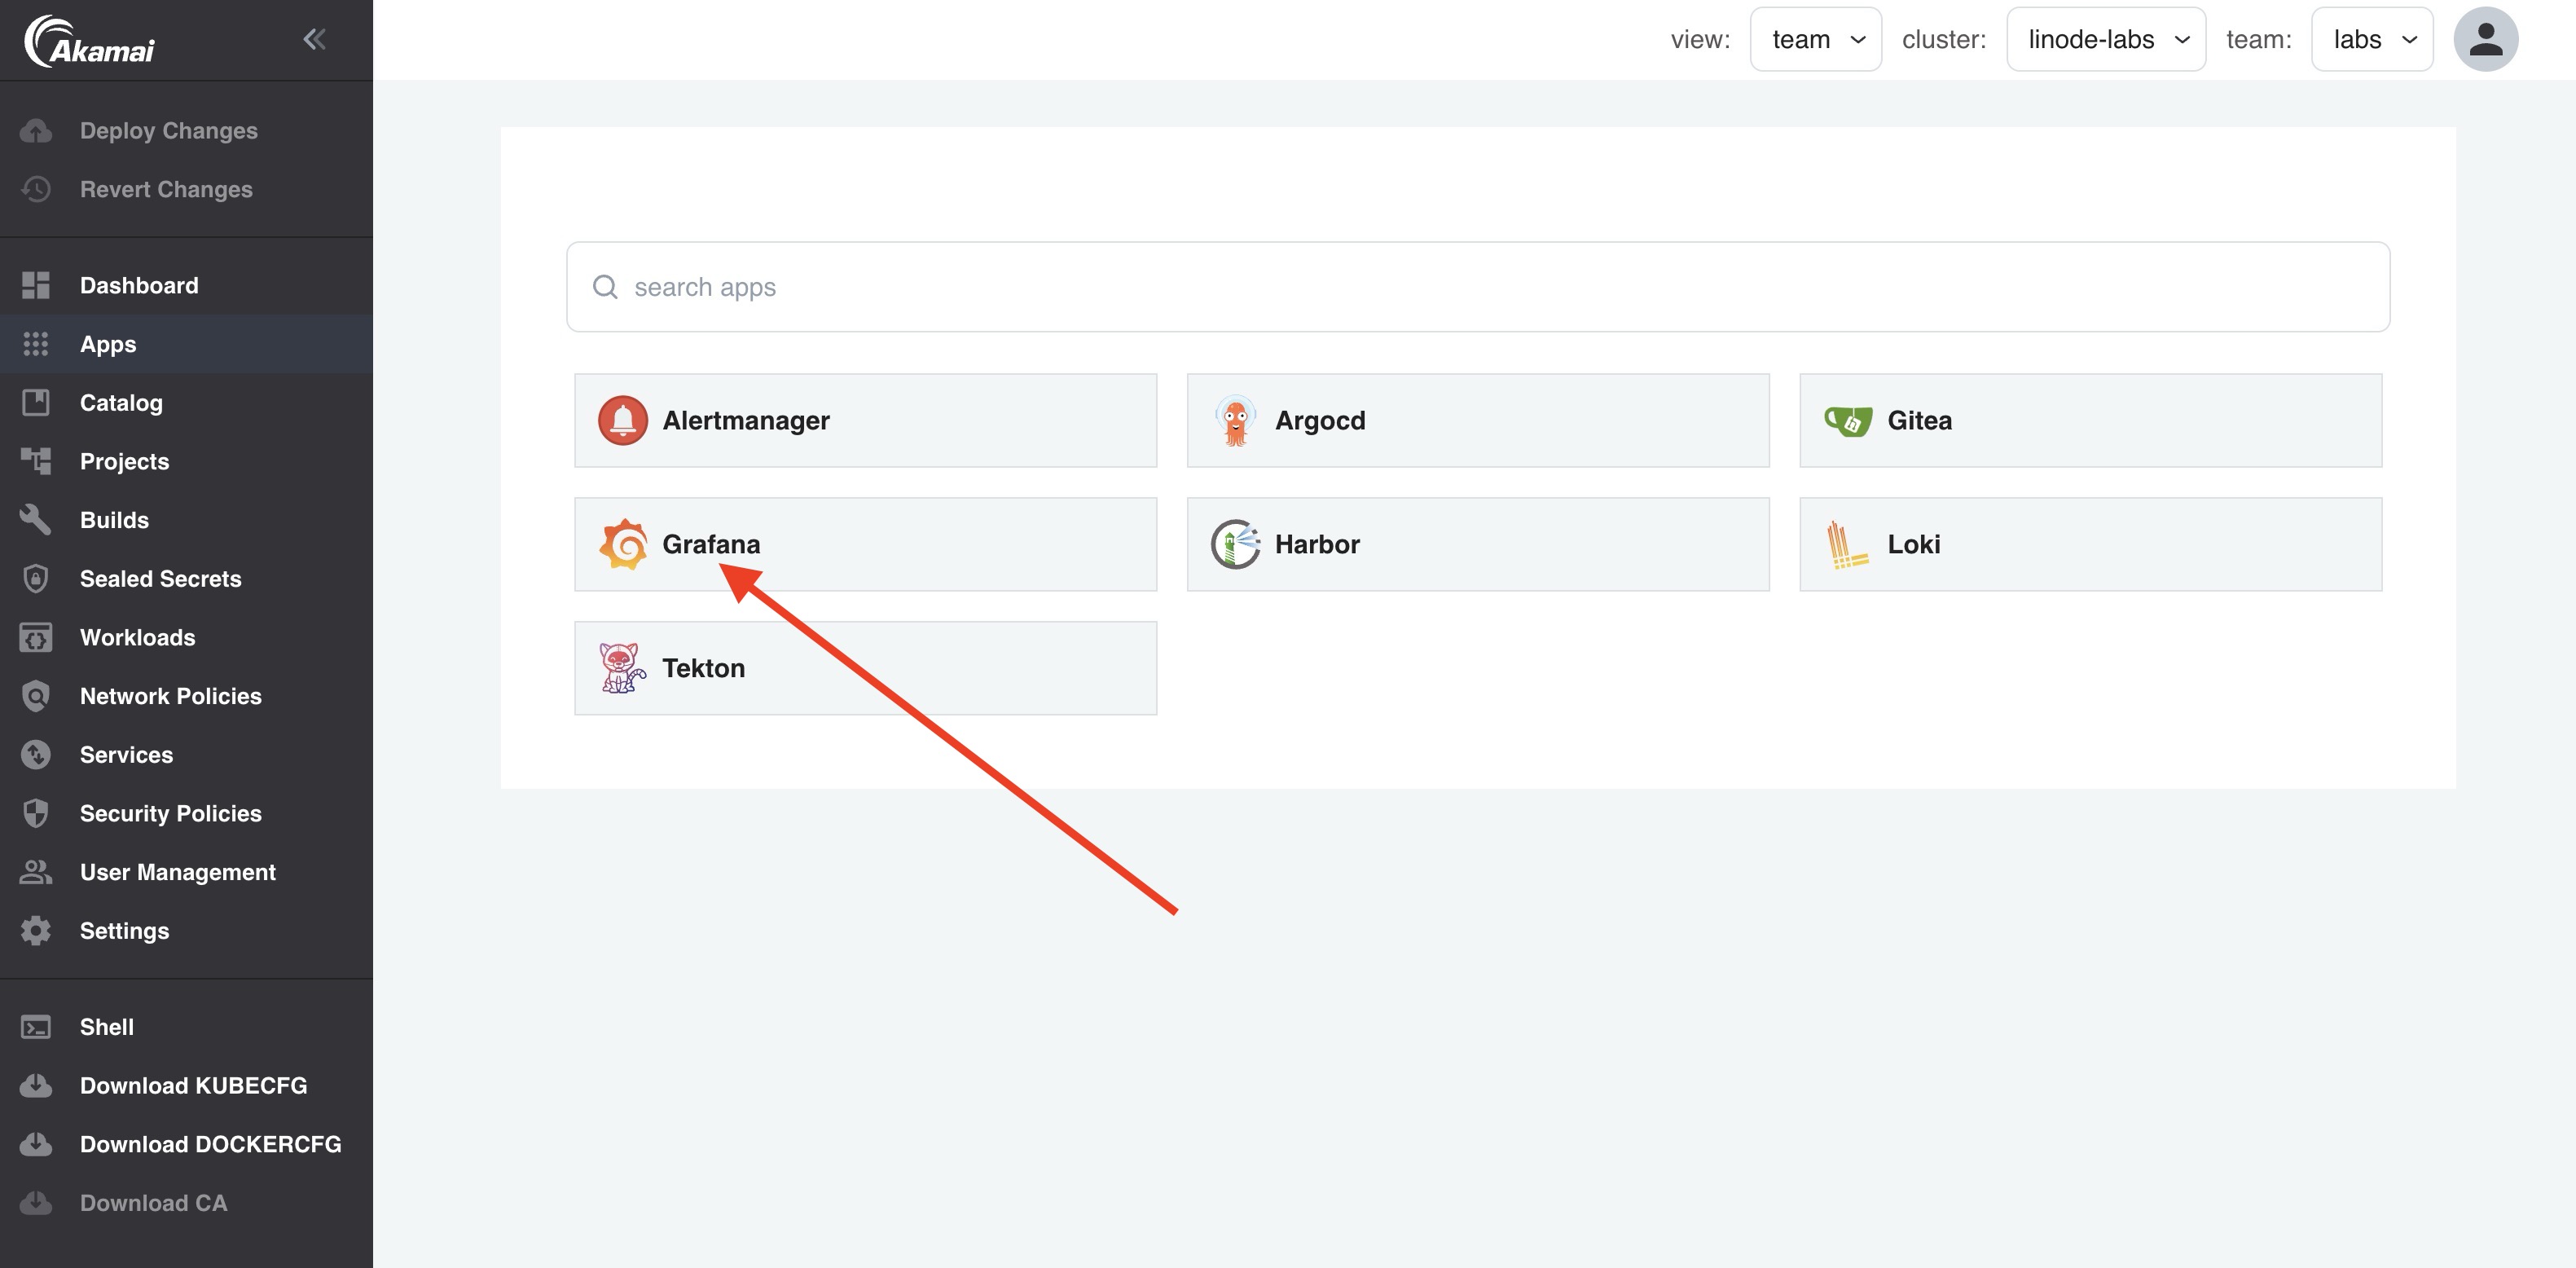 Akamai
view: team cluster: linode-labs team: labs
Deploy Changes
Revert Changes
Dashboard
Apps
Catalog
Projects
Builds
Sealed Secrets
Workloads
Network Policies
Services
Security Policies
User Management
Settings
Shell
Download KUBECFG
Download DOCKERCFG
Download CA
search apps
Alertmanager
Argocd
Gitea
Grafana
Harbor
Loki
Tekton